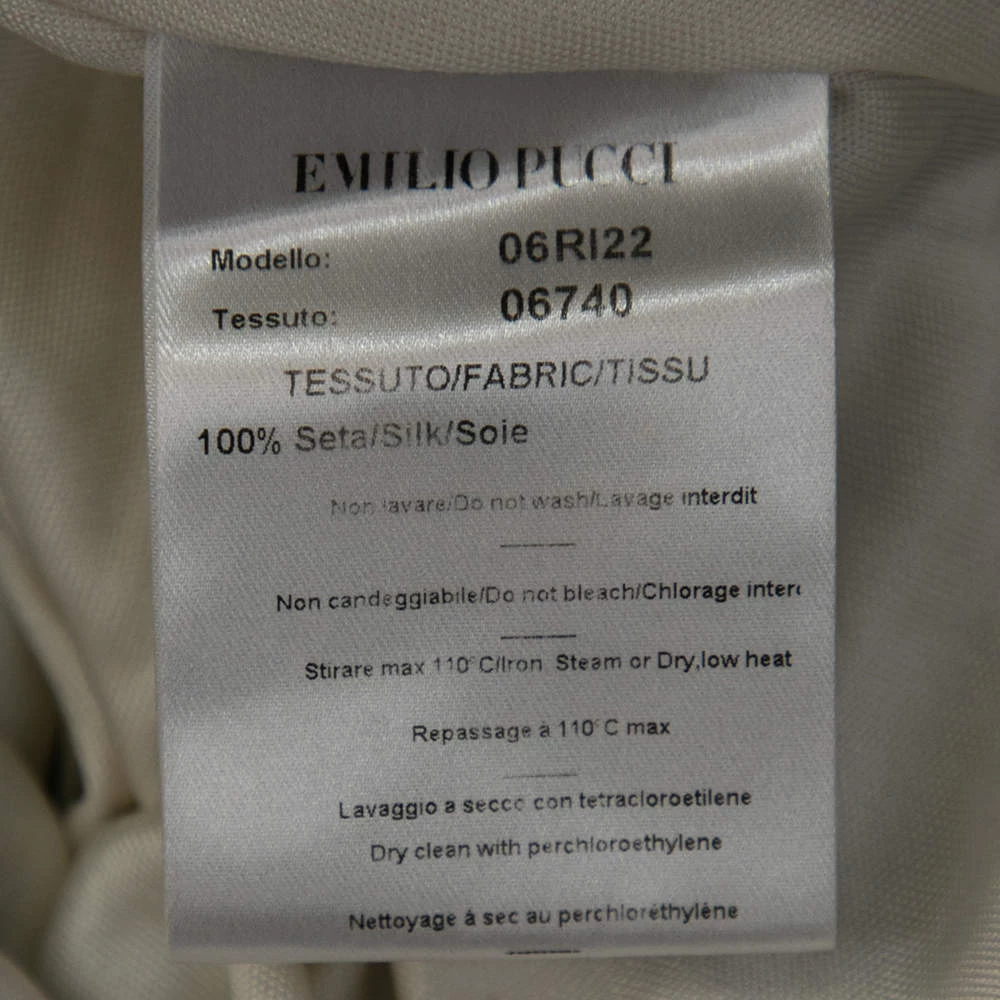 EMILIO PUCCI
Modello: 06RI22
Tessuto: 06740
TESSUTO/FABRIC/TISSU
100% Seta/Silk/Soie
Non lavare/Do not wash/Lavage interdit
Non candeggiabile/Do not bleach/Chlorage interd
Stirare max 110°C/Iron Steam or Dry,low heat
Repassage à 110°C max
Lavaggio a secco con tetracloroetilene
Dry clean with perchloroethylene
Nettoyage à sec au perchloréthylène